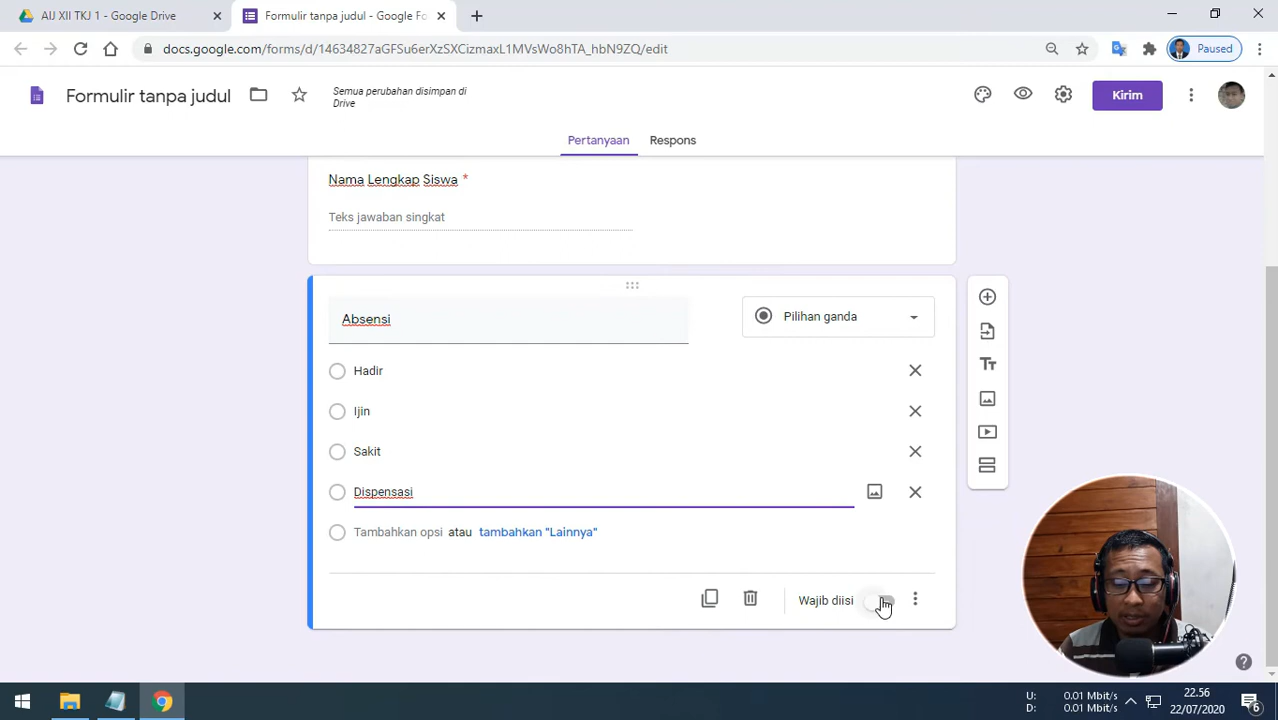 AIJ XII TKJ 1 - Google Drive
Formulir tanpa judul - Google Fo
docs.google.com/forms/d/14634827aGFSu6erXzSXCizmaxL1MVsWo8hTA_hbN9ZQ/edit
Paused
Formulir tanpa judul
Semua perubahan disimpan di
Drive
Kirim
Pertanyaan
Respons
Nama Lengkap Siswa *
Teks jawaban singkat
Absensi
Pilihan ganda
Hadir
Ijin
Sakit
Dispensasi
Tambahkan opsi atau tambahkan "Lainnya"
Wajib diisi
U: 0.01 Mbit/s
D: 0.01 Mbit/s
22.56
22/07/2020
6